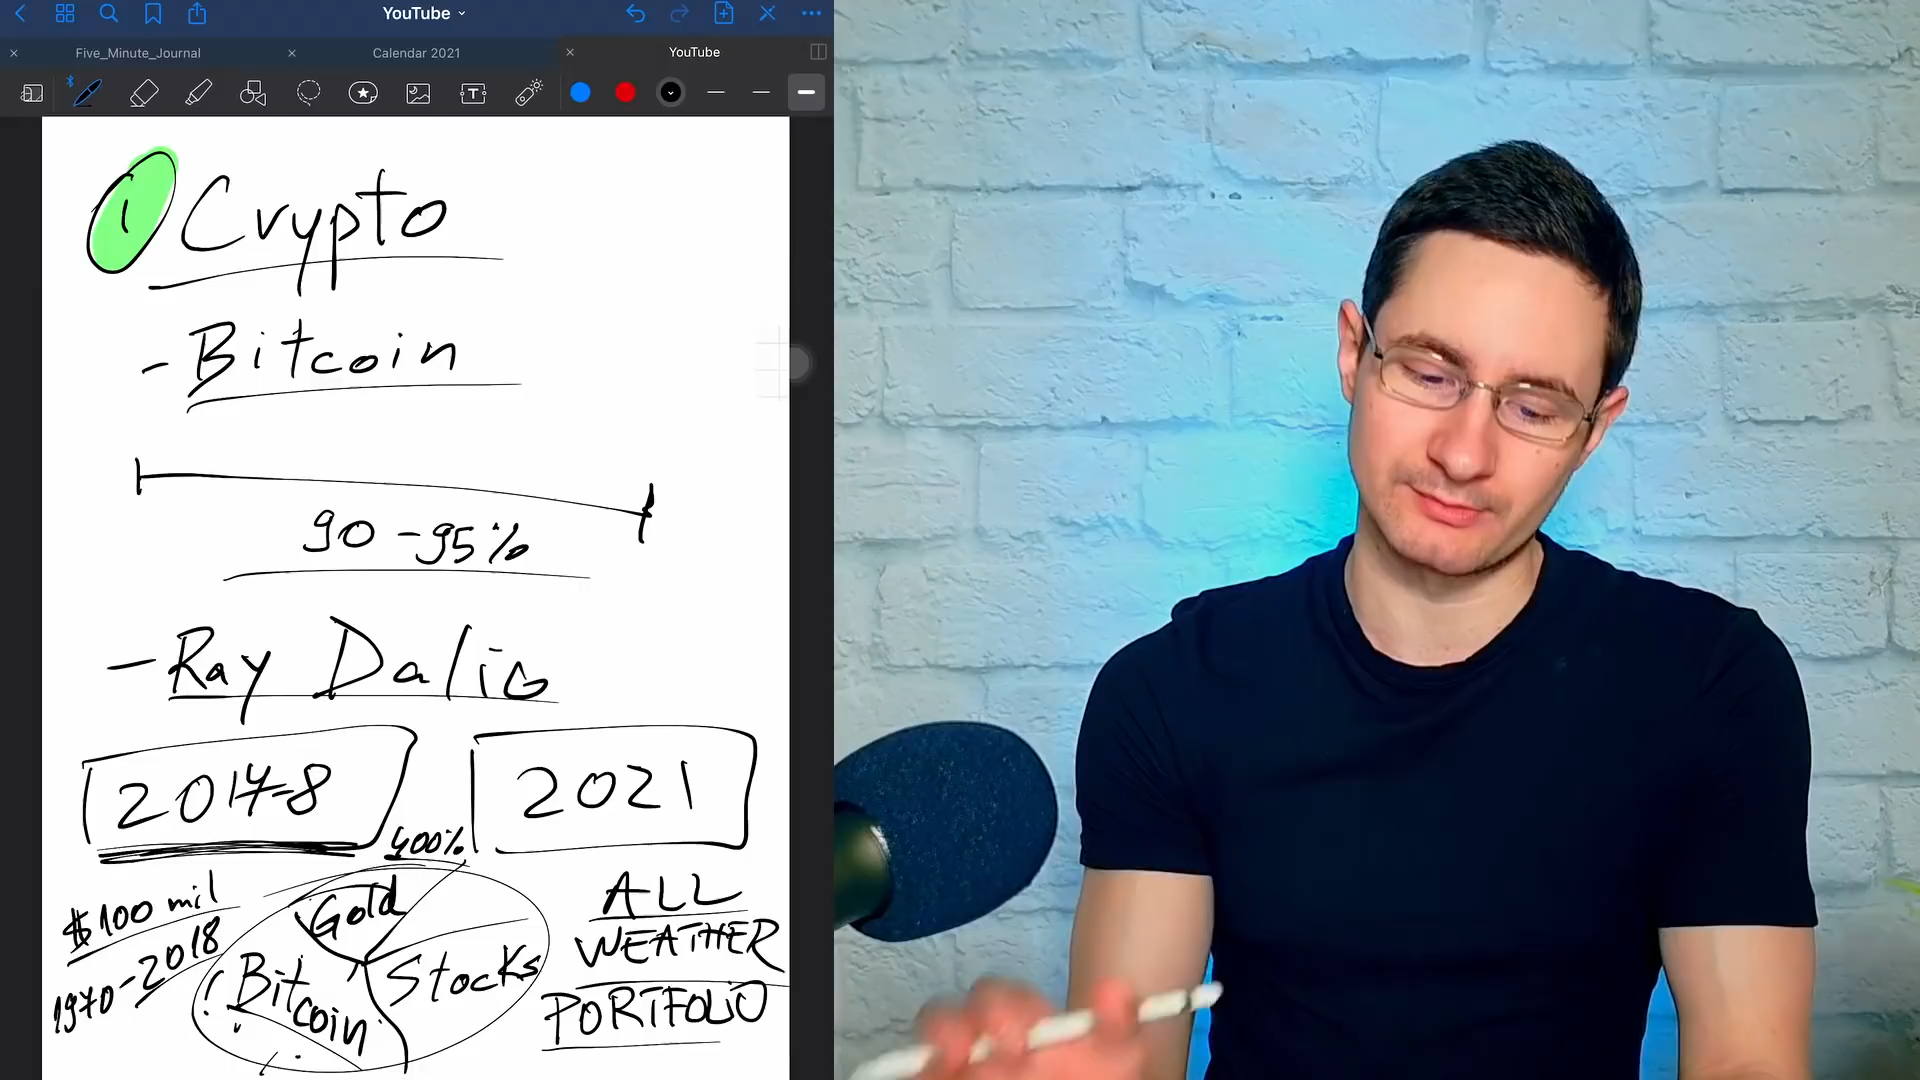 YouTube
Five_Minute_Journal
Calendar 2021
YouTube
1 Crypto
- Bitcoin
90 - 95%
- Ray Dalio
2017-8
2021
400%
$100 mil
1970-2018
Gold
Bitcoin
Stocks
ALL
WEATHER
PORTFOLIO